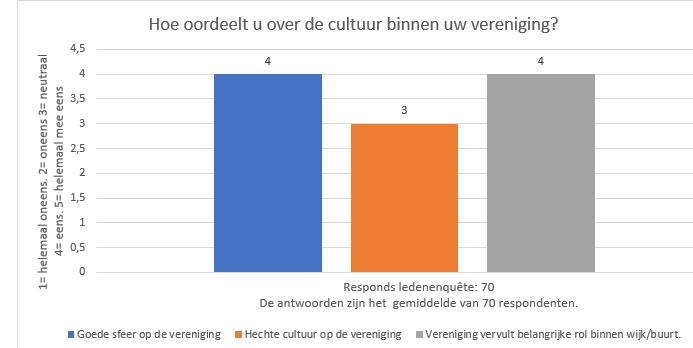 Hoe oordeelt u over de cultuur binnen uw vereniging?
1= helemaal oneens. 2= oneens 3= neutraal
4= eens. 5= helemaal mee eens
4,5
4
3,5
3
2,5
2
1,5
1
0,5
0
4
3
4
Responds ledenenquête: 70
De antwoorden zijn het gemiddelde van 70 respondenten.
Goede sfeer op de vereniging
Hechte cultuur op de vereniging
Vereniging vervult belangrijke rol binnen wijk/buurt.